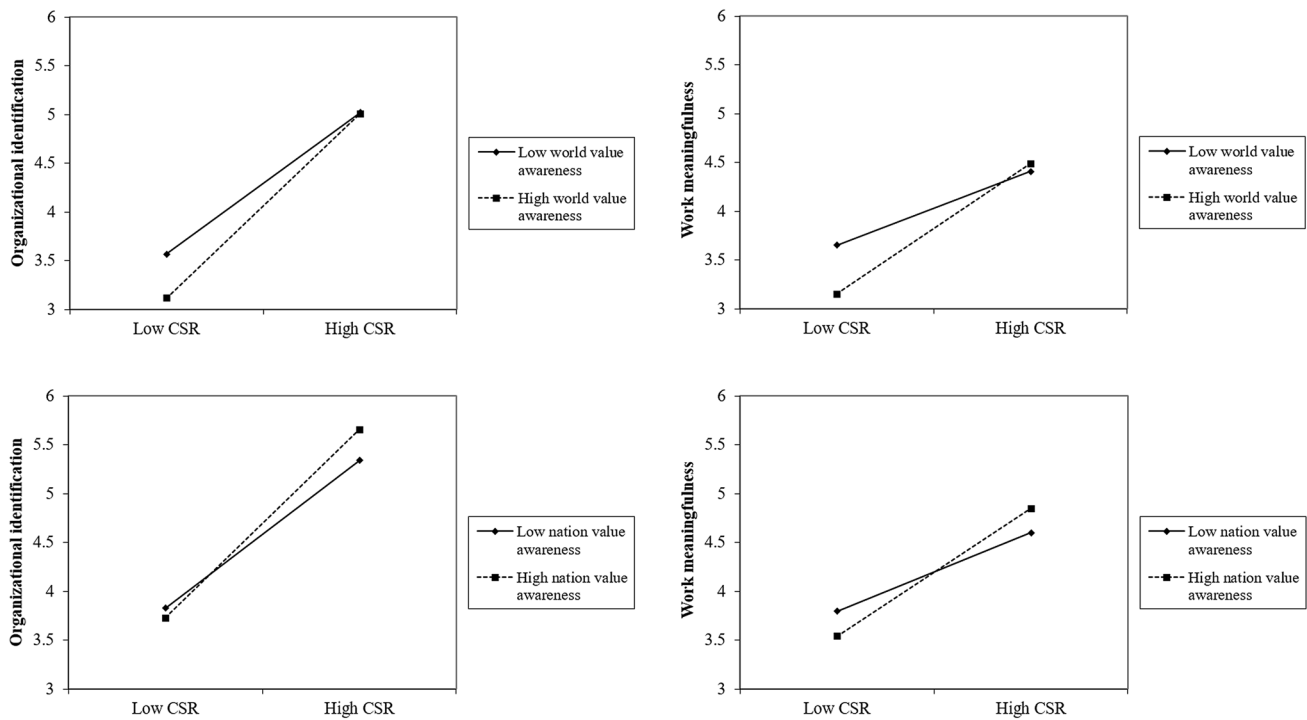 6
5.5
5
4.5
4
3.5
3
Organizational identification
Low CSR
High CSR
Low world value
awareness
High world value
awareness
6
5.5
5
4.5
4
3.5
3
Work meaningfulness
Low CSR
High CSR
Low world value
awareness
High world value
awareness
6
5.5
5
4.5
4
3.5
3
Organizational identification
Low CSR
High CSR
Low nation value
awareness
High nation value
awareness
6
5.5
5
4.5
4
3.5
3
Work meaningfulness
Low CSR
High CSR
Low nation value
awareness
High nation value
awareness